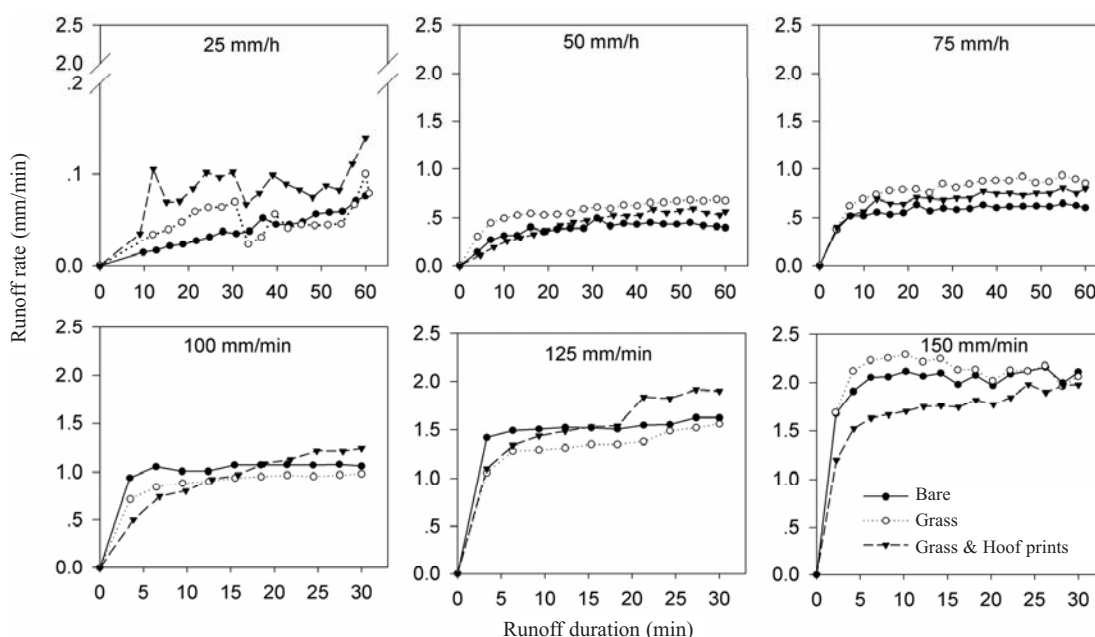 2.5
2.0
.2
.1
0.0
25 mm/h
0 10 20 30 40 50 60
2.5
2.0
1.5
1.0
.5
0.0
50 mm/h
0 10 20 30 40 50 60
2.5
2.0
1.5
1.0
.5
0.0
75 mm/h
0 10 20 30 40 50 60
Runoff rate (mm/min)
2.5
2.0
1.5
1.0
.5
0.0
100 mm/min
0 5 10 15 20 25 30
2.5
2.0
1.5
1.0
.5
0.0
125 mm/min
0 5 10 15 20 25 30
2.5
2.0
1.5
1.0
.5
0.0
150 mm/min
Bare
Grass
Grass & Hoof prints
0 5 10 15 20 25 30
Runoff duration (min)